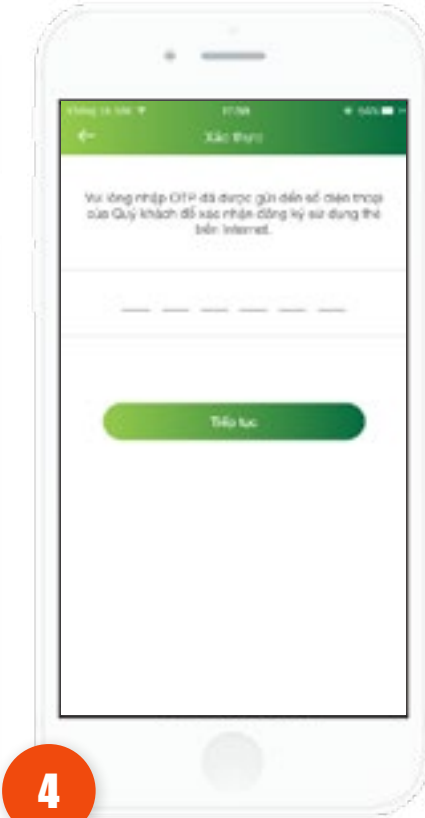 Xác thực
Vui lòng nhập OTP đã được gửi đến số điện thoại
của Quý khách để xác nhận đăng ký sử dụng thẻ
trên Internet.
Tiếp tục
4